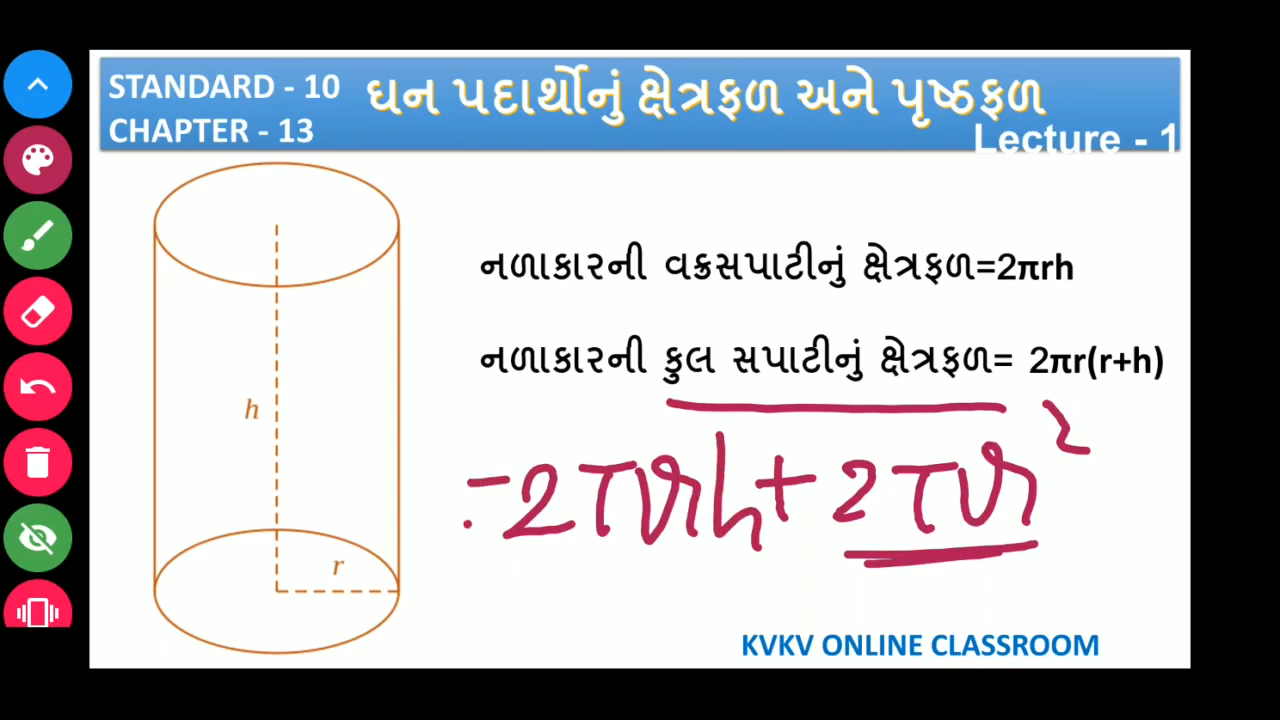 STANDARD - 10 ઘન પદાર્થોનું ક્ષેત્રફળ અને પૃષ્ઠફળ
CHAPTER - 13
Lecture - 1
નળાકારની વક્રસપાટીનું ક્ષેત્રફળ=2πrh
નળાકારની કુલ સપાટીનું ક્ષેત્રફળ= 2πr(r+h)
h
= 2πrh + 2πr²
r
KVKV ONLINE CLASSROOM